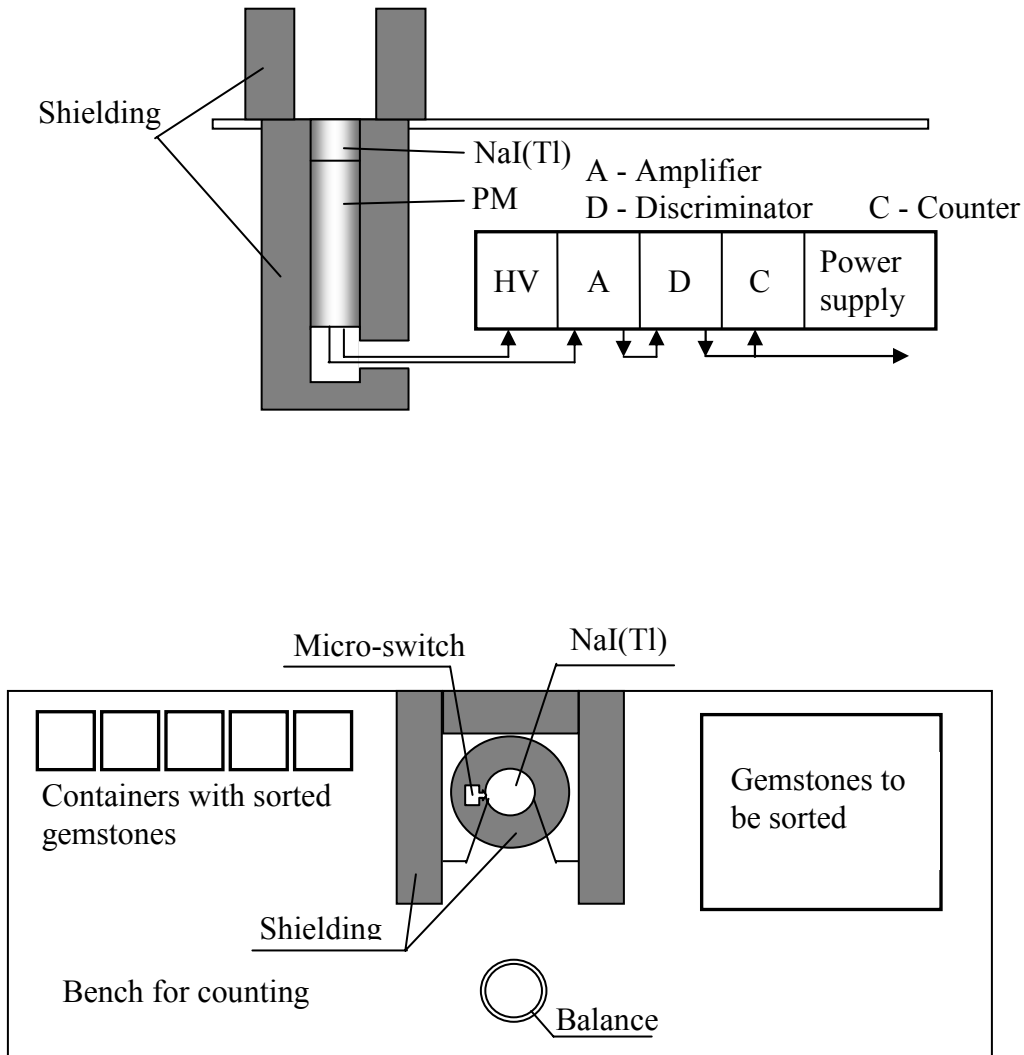 Shielding
NaI(Tl)
PM
A - Amplifier
D - Discriminator
C - Counter
HV
A
D
C
Power
supply
Micro-switch
NaI(Tl)
Containers with sorted
gemstones
Gemstones to
be sorted
Shielding
Bench for counting
Balance